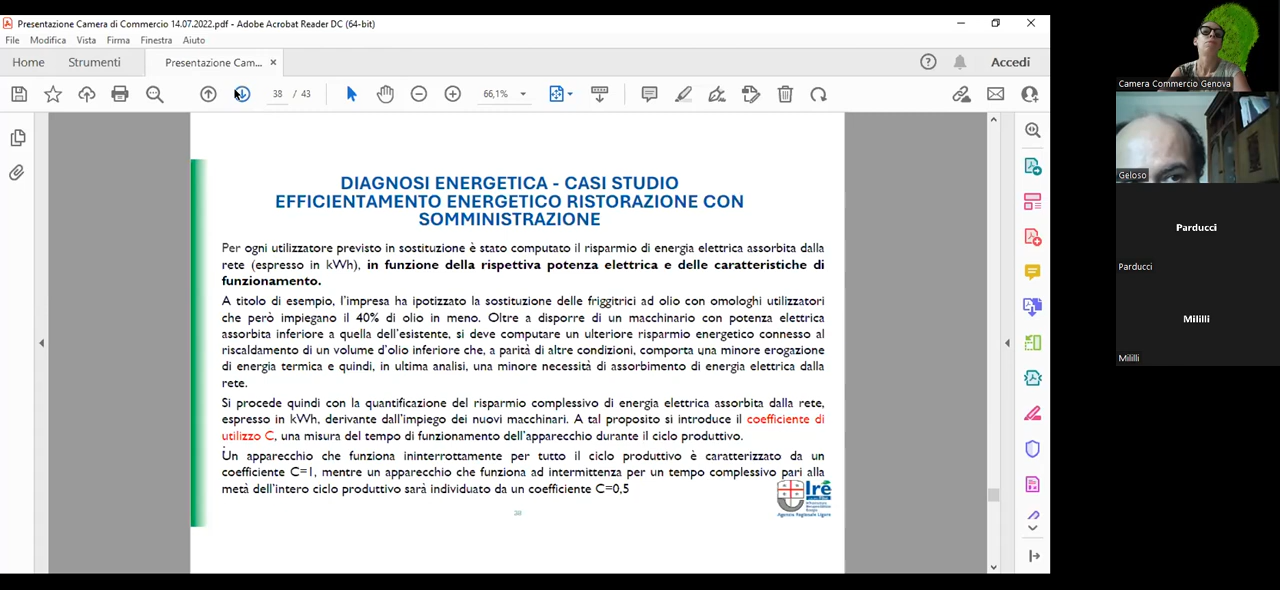 Presentazione Camera di Commercio 14.07.2022.pdf - Adobe Acrobat Reader DC (64-bit)
File Modifica Vista Firma Finestra Aiuto
Home Strumenti Presentazione Cam... × Accedi
38 / 43 66,1%
DIAGNOSI ENERGETICA - CASI STUDIO
EFFICIENTAMENTO ENERGETICO RISTORAZIONE CON
SOMMINISTRAZIONE
Per ogni utilizzatore previsto in sostituzione è stato computato il risparmio di energia elettrica assorbita dalla
rete (espresso in kWh), in funzione della rispettiva potenza elettrica e delle caratteristiche di
funzionamento.
A titolo di esempio, l'impresa ha ipotizzato la sostituzione delle friggitrici ad olio con omologhi utilizzatori
che però impiegano il 40% di olio in meno. Oltre a disporre di un macchinario con potenza elettrica
assorbita inferiore a quella dell'esistente, si deve computare un ulteriore risparmio energetico connesso al
riscaldamento di un volume d'olio inferiore che, a parità di altre condizioni, comporta una minore erogazione
di energia termica e quindi, in ultima analisi, una minore necessità di assorbimento di energia elettrica dalla
rete.
Si procede quindi con la quantificazione del risparmio complessivo di energia elettrica assorbita dalla rete,
espresso in kWh, derivante dall'impiego dei nuovi macchinari. A tal proposito si introduce il coefficiente di
utilizzo C, una misura del tempo di funzionamento dell'apparecchio durante il ciclo produttivo.
Un apparecchio che funziona ininterrottamente per tutto il ciclo produttivo è caratterizzato da un
coefficiente C=1, mentre un apparecchio che funziona ad intermittenza per un tempo complessivo pari alla
metà dell'intero ciclo produttivo sarà individuato da un coefficiente C=0,5
Irè
Agenzia Regionale Ligure
38
Camera Commercio Genova
Geloso
Parducci
Parducci
Mililli
Mililli